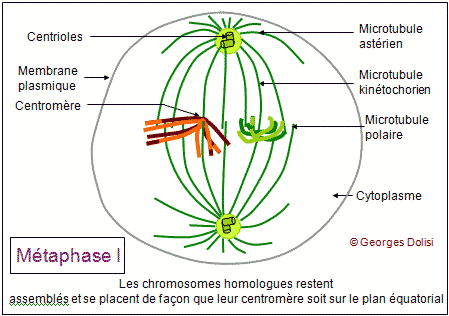 Centrioles
Microtubule
astérien
Membrane
plasmique
Microtubule
kinétochorien
Centromère
Microtubule
polaire
Cytoplasme
© Georges Dolisi
Métaphase I
Les chromosomes homologues restent
assemblés et se placent de façon que leur centromère soit sur le plan équatorial